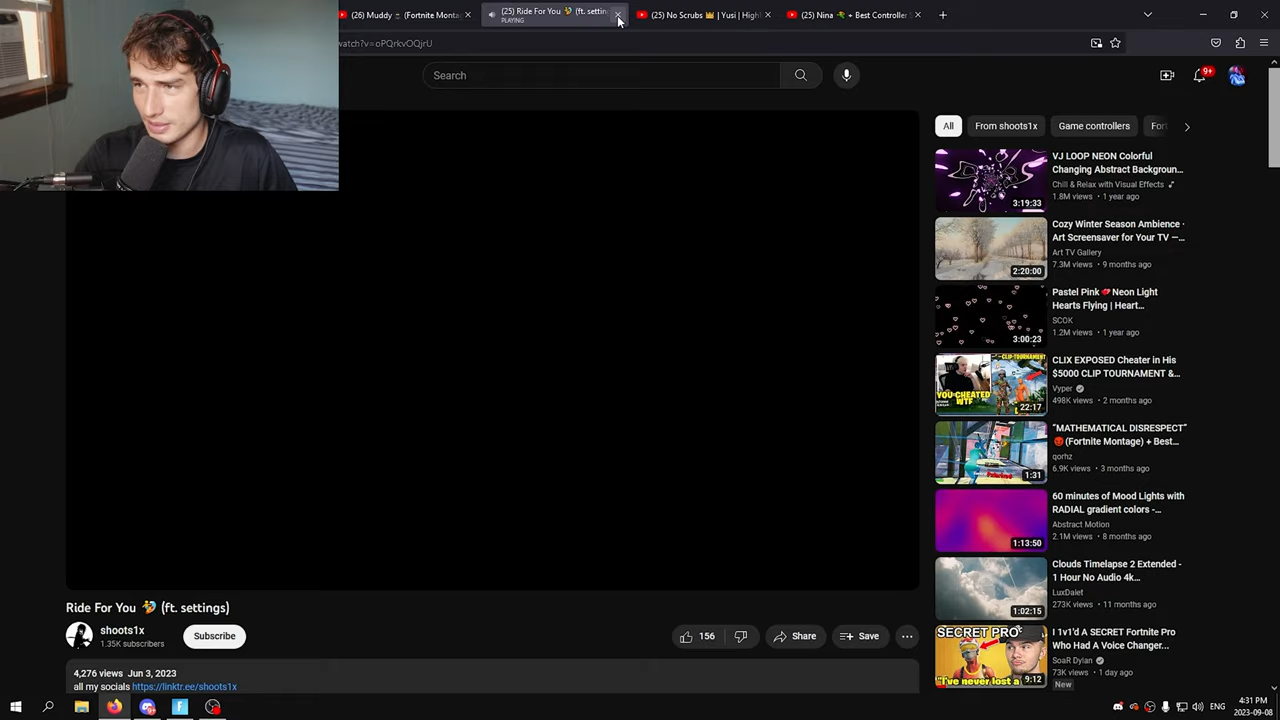 (26) Muddy (Fortnite Monta
(25) Ride For You (ft. settin
PLAYING
(25) No Scrubs | Yusi | High
(25) Nina + Best Controller S
watch?v=oPQrkvOQjrU
Search
9+
All
From shoots1x
Game controllers
For
VJ LOOP NEON Colorful
Changing Abstract Backgroun...
Chill & Relax with Visual Effects
1.8M views • 1 year ago
3:19:33
Cozy Winter Season Ambience ·
Art Screensaver for Your TV —...
Art TV Gallery
7.3M views • 9 months ago
2:20:00
Pastel Pink Neon Light
Hearts Flying | Heart...
SCOK
1.2M views • 1 year ago
3:00:23
CLIX EXPOSED Cheater in His
$5000 CLIP TOURNAMENT &...
Vyper
498K views • 2 months ago
CLIP TOURNAMENT
YOU CHEATED
WTF
22:17
"MATHEMATICAL DISRESPECT"
(Fortnite Montage) + Best...
qorhz
6.9K views • 3 months ago
1:31
60 minutes of Mood Lights with
RADIAL gradient colors -...
Abstract Motion
2.1M views • 8 months ago
1:13:50
Clouds Timelapse 2 Extended -
1 Hour No Audio 4k...
LuxDalet
273K views • 11 months ago
1:02:15
I 1v1'd A SECRET Fortnite Pro
Who Had A Voice Changer...
SoaR Dylan
73K views • 1 day ago
New
SECRET PRO
"I've never lost a
9:12
Ride For You (ft. settings)
shoots1x
1.35K subscribers
Subscribe
156
Share
Save
4,276 views Jun 3, 2023
all my socials https://linktr.ee/shoots1x
ENG
4:31 PM
2023-09-08